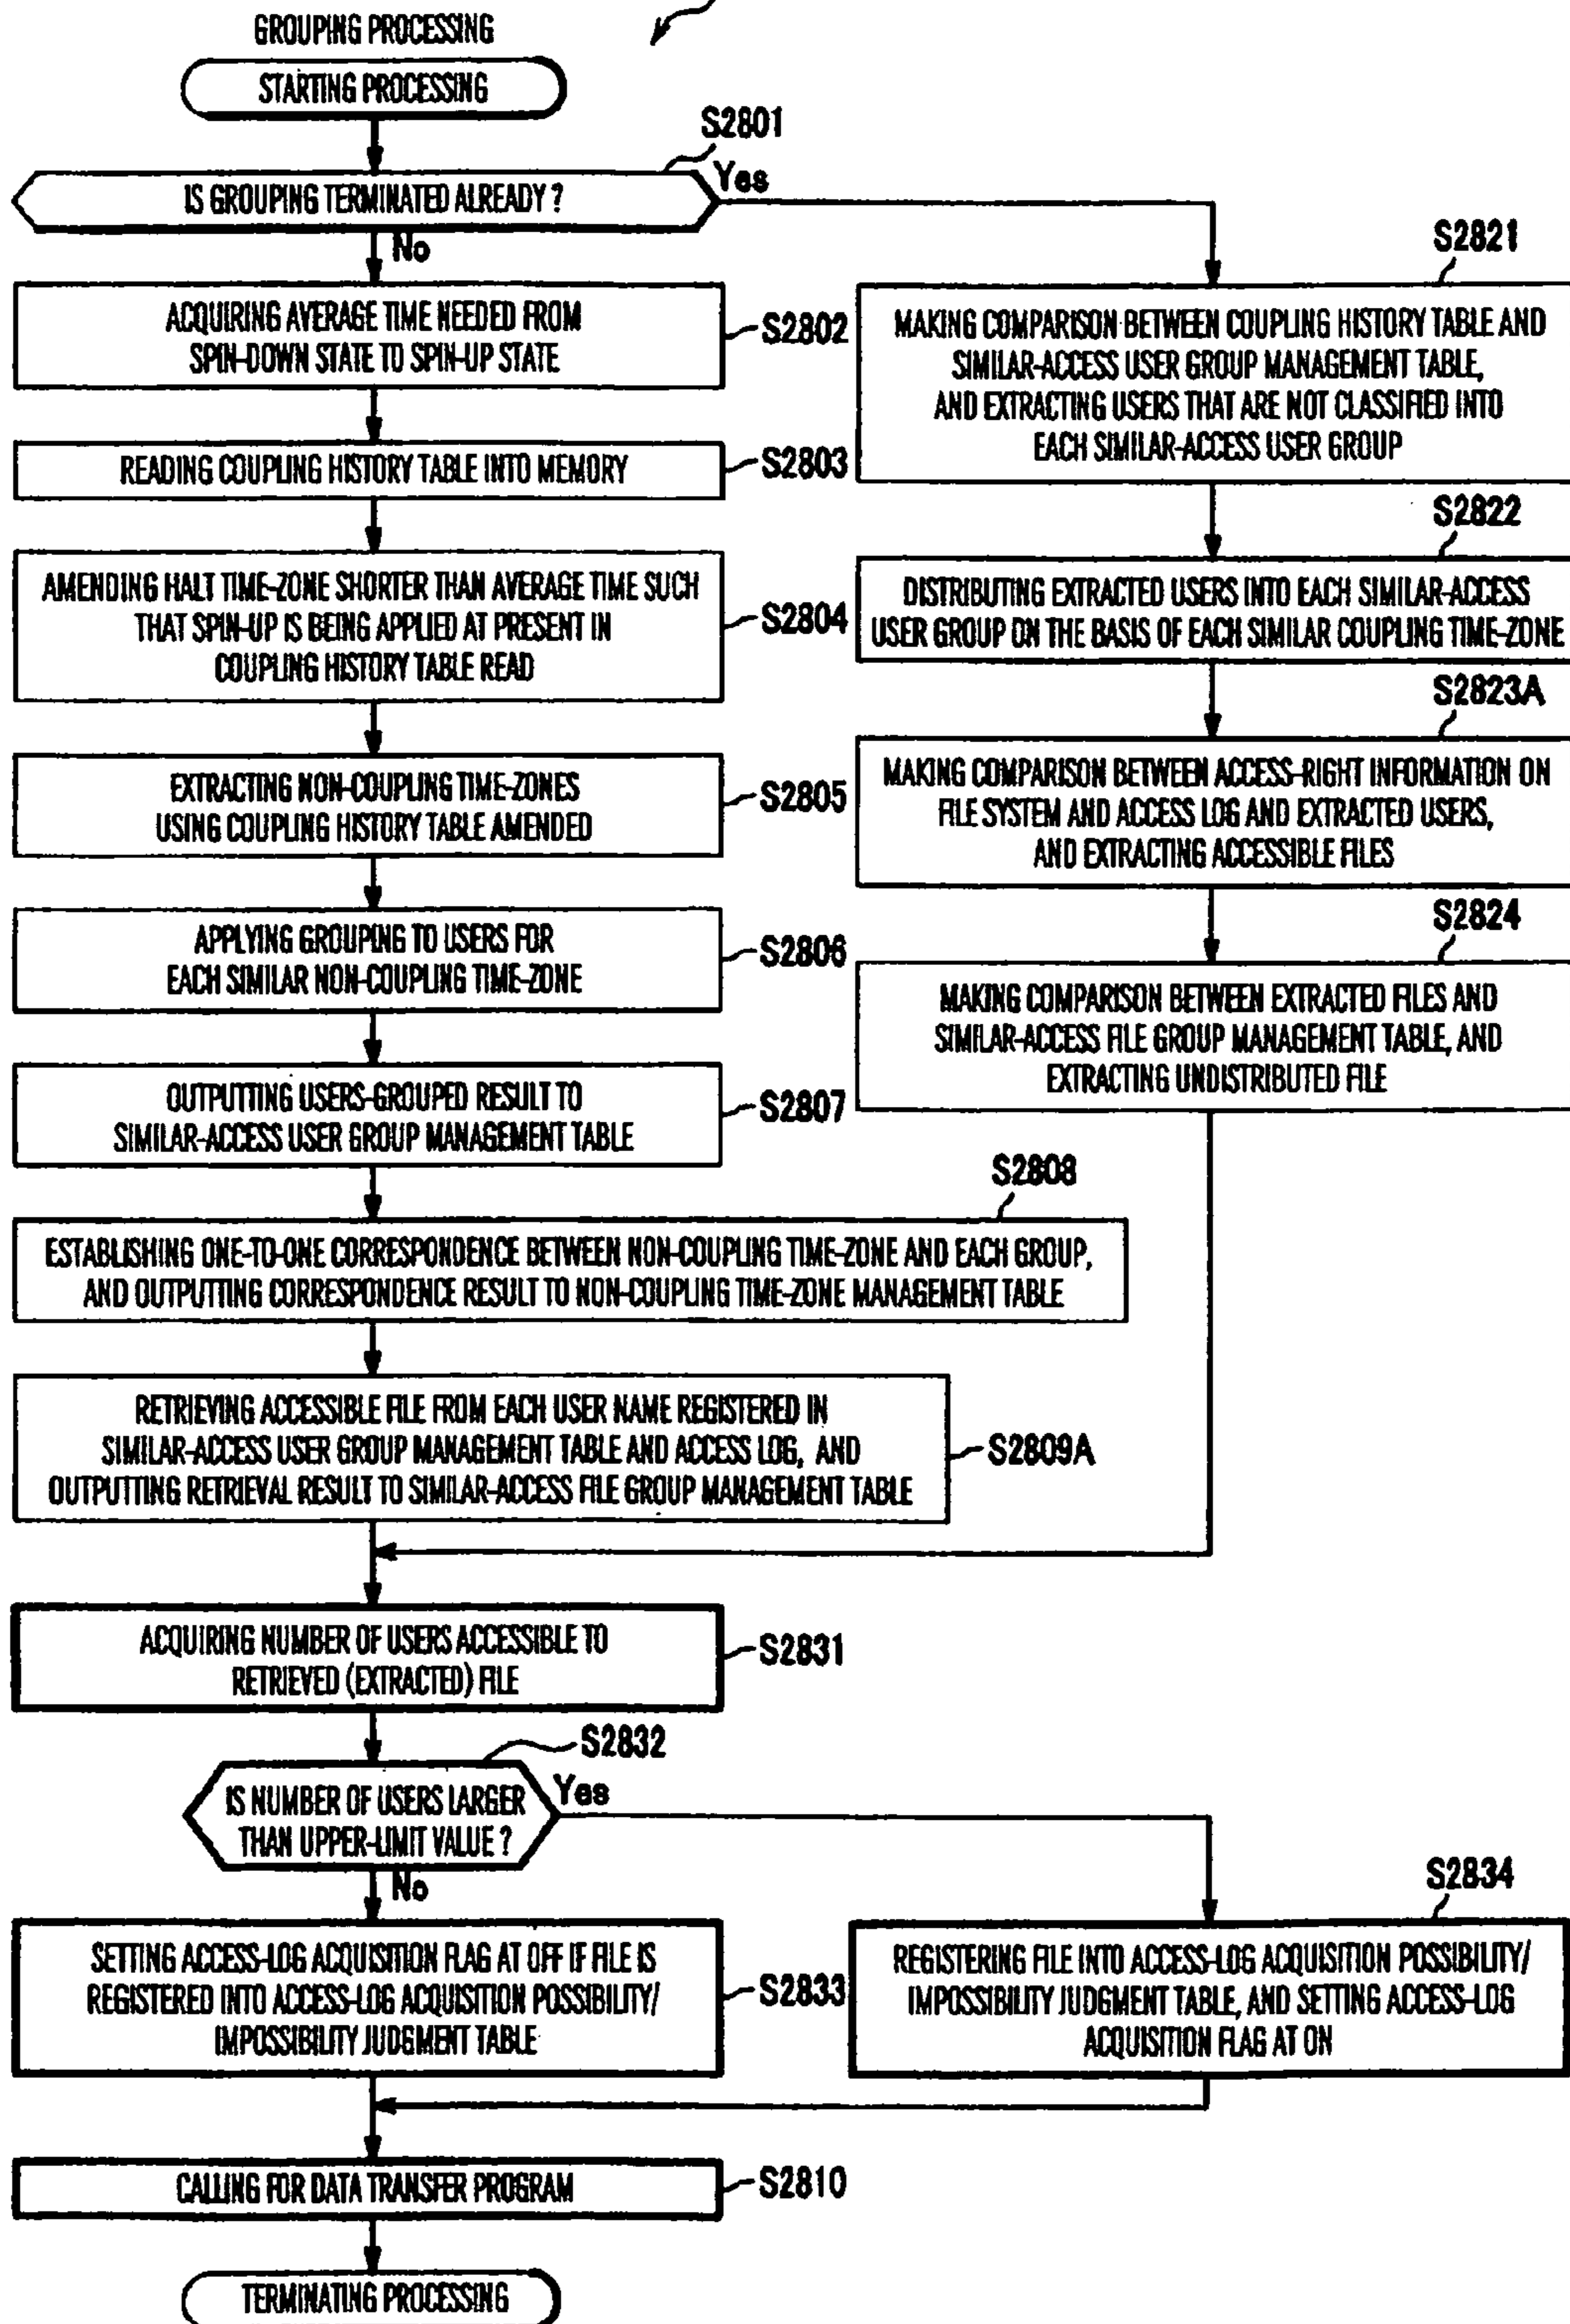 GROUPING PROCESSING
STARTING PROCESSING
S2801
IS GROUPING TERMINATED ALREADY ?
Yes
No
ACQUIRING AVERAGE TIME NEEDED FROM
SPIN-DOWN STATE TO SPIN-UP STATE
S2802
READING COUPLING HISTORY TABLE INTO MEMORY
S2803
AMENDING HALT TIME-ZONE SHORTER THAN AVERAGE TIME SUCH
THAT SPIN-UP IS BEING APPLIED AT PRESENT IN
COUPLING HISTORY TABLE READ
S2804
EXTRACTING NON-COUPLING TIME-ZONES
USING COUPLING HISTORY TABLE AMENDED
S2805
APPLYING GROUPING TO USERS FOR
EACH SIMILAR NON-COUPLING TIME-ZONE
S2806
OUTPUTTING USERS-GROUPED RESULT TO
SIMILAR-ACCESS USER GROUP MANAGEMENT TABLE
S2807
S2808
ESTABLISHING ONE-TO-ONE CORRESPONDENCE BETWEEN NON-COUPLING TIME-ZONE AND EACH GROUP,
AND OUTPUTTING CORRESPONDENCE RESULT TO NON-COUPLING TIME-ZONE MANAGEMENT TABLE
RETRIEVING ACCESSIBLE FILE FROM EACH USER NAME REGISTERED IN
SIMILAR-ACCESS USER GROUP MANAGEMENT TABLE AND ACCESS LOG, AND
OUTPUTTING RETRIEVAL RESULT TO SIMILAR-ACCESS FILE GROUP MANAGEMENT TABLE
S2809A
S2821
MAKING COMPARISON BETWEEN COUPLING HISTORY TABLE AND
SIMILAR-ACCESS USER GROUP MANAGEMENT TABLE,
AND EXTRACTING USERS THAT ARE NOT CLASSIFIED INTO
EACH SIMILAR-ACCESS USER GROUP
S2822
DISTRIBUTING EXTRACTED USERS INTO EACH SIMILAR-ACCESS
USER GROUP ON THE BASIS OF EACH SIMILAR COUPLING TIME-ZONE
S2823A
MAKING COMPARISON BETWEEN ACCESS-RIGHT INFORMATION ON
FILE SYSTEM AND ACCESS LOG AND EXTRACTED USERS,
AND EXTRACTING ACCESSIBLE FILES
S2824
MAKING COMPARISON BETWEEN EXTRACTED FILES AND
SIMILAR-ACCESS FILE GROUP MANAGEMENT TABLE, AND
EXTRACTING UNDISTRIBUTED FILE
ACQUIRING NUMBER OF USERS ACCESSIBLE TO
RETRIEVED (EXTRACTED) FILE
S2831
S2832
IS NUMBER OF USERS LARGER
THAN UPPER-LIMIT VALUE ?
Yes
No
SETTING ACCESS-LOG ACQUISITION FLAG AT OFF IF FILE IS
REGISTERED INTO ACCESS-LOG ACQUISITION POSSIBILITY/
IMPOSSIBILITY JUDGMENT TABLE
S2833
S2834
REGISTERING FILE INTO ACCESS-LOG ACQUISITION POSSIBILITY/
IMPOSSIBILITY JUDGMENT TABLE, AND SETTING ACCESS-LOG
ACQUISITION FLAG AT ON
CALLING FOR DATA TRANSFER PROGRAM
S2810
TERMINATING PROCESSING